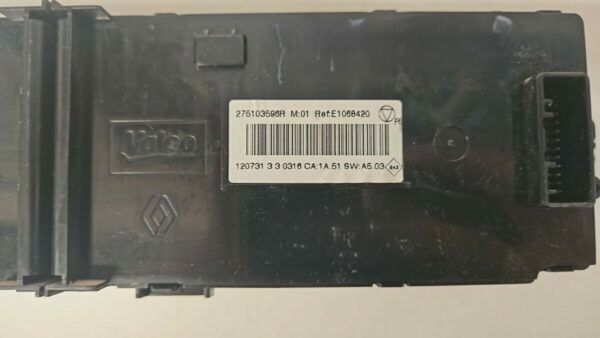 275103596R M:01 Ref:E1068420
Valeo
120731 3 3 0316 CA:1A.51 SW:A5.03